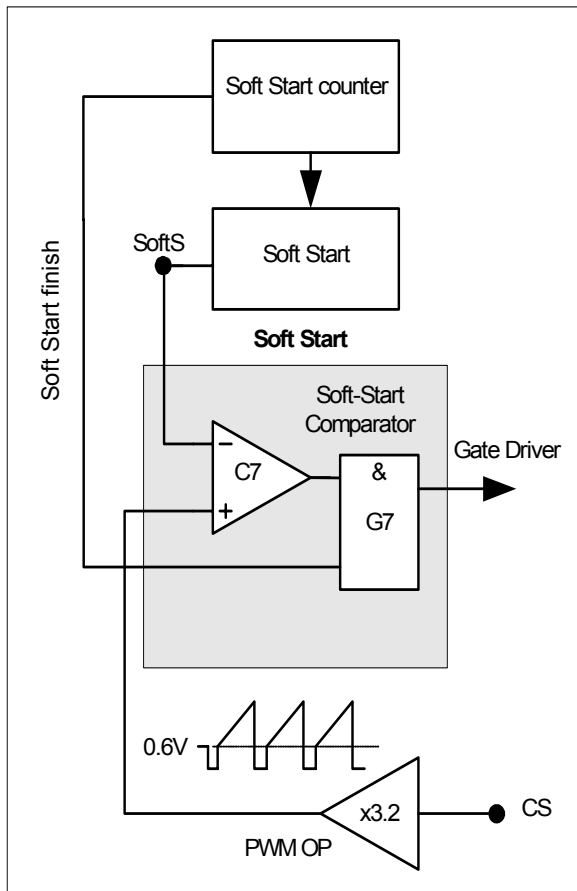 Soft Start counter
SoftS
Soft Start
Soft Start finish
Soft Start
Soft-Start
Comparator
Gate Driver
−
C7
+
&
G7
0.6V
x3.2
CS
PWM OP